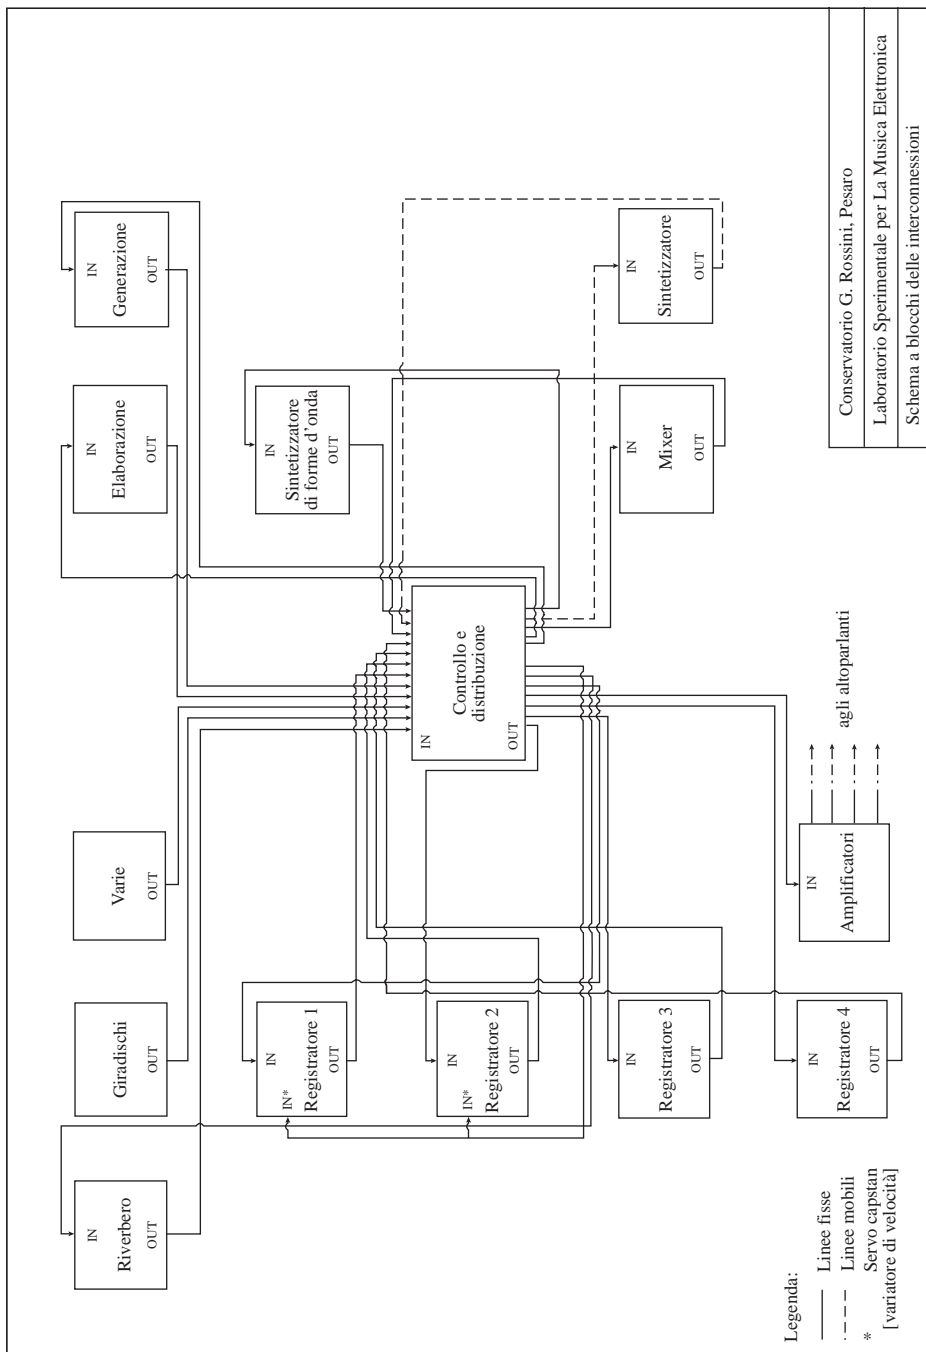 IN
Riverbero
OUT
Giradischi
OUT
Varie
OUT
IN
Elaborazione
OUT
IN
Generazione
OUT
IN
IN*
Registratore 1
OUT
IN
Sintetizzatore
di forme d'onda
OUT
IN
Controllo e
distribuzione
OUT
IN
IN*
Registratore 2
OUT
IN
Registratore 3
OUT
IN
Mixer
OUT
IN
Sintetizzatore
OUT
IN
Registratore 4
OUT
IN
Amplificatori
agli altoparlanti
Legenda:
Linee fisse
Linee mobili
* Servo capstan
[variatore di velocità]
Conservatorio G. Rossini, Pesaro
Laboratorio Sperimentale per La Musica Elettronica
Schema a blocchi delle interconnessioni